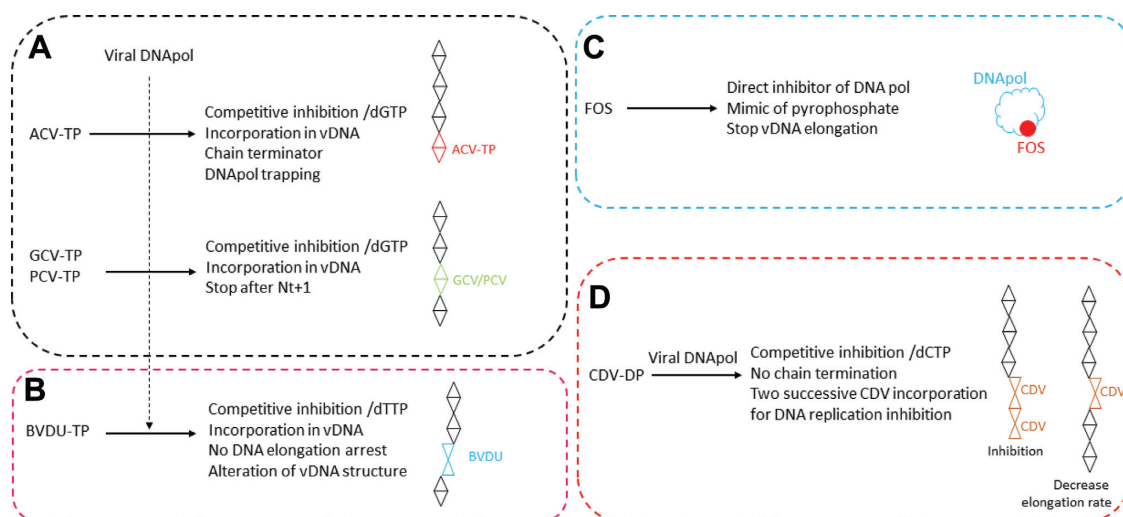 A
Viral DNApol
ACV-TP
Competitive inhibition /dGTP
Incorporation in vDNA
Chain terminator
DNApol trapping
ACV-TP
GCV-TP
PCV-TP
Competitive inhibition /dGTP
Incorporation in vDNA
Stop after Nt+1
GCV/PCV
B
BVDU-TP
Competitive inhibition /dTTP
Incorporation in vDNA
No DNA elongation arrest
Alteration of vDNA structure
BVDU
C
FOS
Direct inhibitor of DNA pol
Mimic of pyrophosphate
Stop vDNA elongation
DNApol
FOS
D
CDV-DP
Viral DNApol
Competitive inhibition /dCTP
No chain termination
Two successive CDV incorporation
for DNA replication inhibition
CDV
CDV
Inhibition
CDV
Decrease
elongation rate